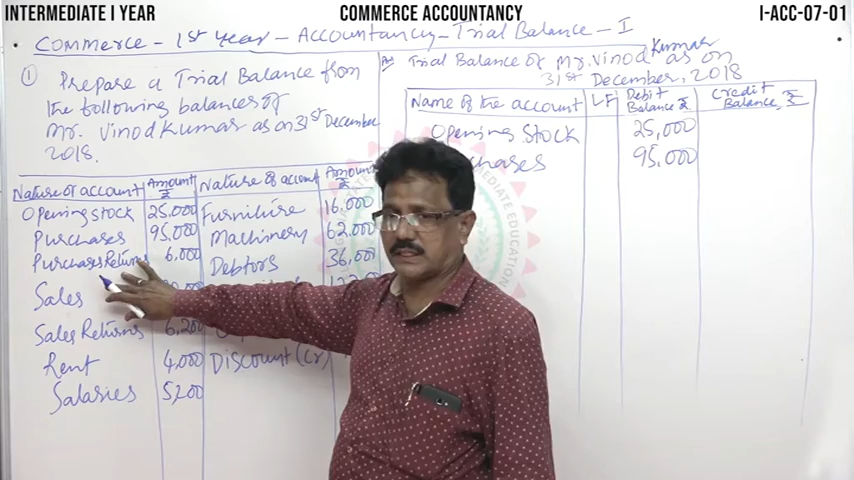 INTERMEDIATE I YEAR
COMMERCE ACCOUNTANCY
I-ACC-07-01
Commerce - 1st Year - Accountancy - Trial Balance - I
① Prepare a Trial Balance from
the following balances of
Mr. Vinod Kumar as on 31st December
2018.
Nature of account Amount ₹ Nature of account Amount ₹
Opening stock 25,000 Furniture 16,000
Purchases 95,000 Machinery 62,000
Purchases Returns 6,000 Debtors 36,000
Sales
Sales Returns 6,200
Rent 4,000 Discount (Cr)
Salaries 5,200
Trial Balance of Mr. Vinod Kumar as on
31st December, 2018
Name of the account LF Debit Balance ₹ Credit Balance, ₹
Opening Stock 25,000
95,000
INTERMEDIATE EDUCATION